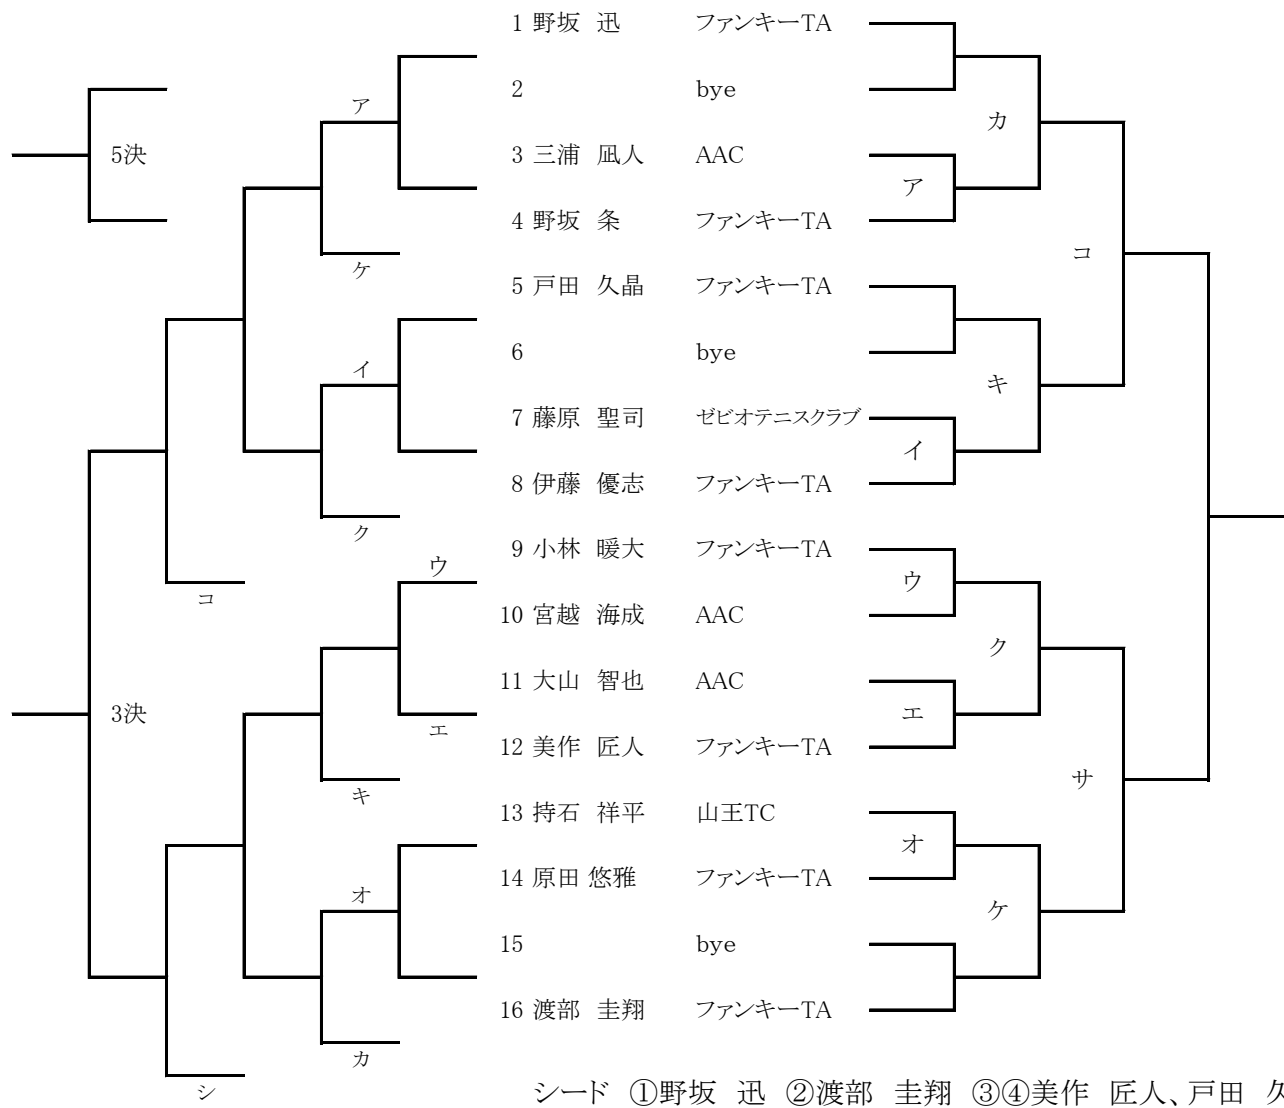 1 野坂 迅 ファンキーTA
2 bye
3 三浦 凪人 AAC
4 野坂 条 ファンキーTA
5 戸田 久晶 ファンキーTA
6 bye
7 藤原 聖司 ゼビオテニスクラブ
8 伊藤 優志 ファンキーTA
9 小林 暖大 ファンキーTA
10 宮越 海成 AAC
11 大山 智也 AAC
12 美作 匠人 ファンキーTA
13 持石 祥平 山王TC
14 原田 悠雅 ファンキーTA
15 bye
16 渡部 圭翔 ファンキーTA
5決
3決
ア
ケ
イ
ク
コ
ウ
エ
キ
オ
カ
シ
カ
ア
コ
キ
イ
ウ
ク
エ
サ
オ
ケ
シード ①野坂 迅 ②渡部 圭翔 ③④美作 匠人、戸田 久